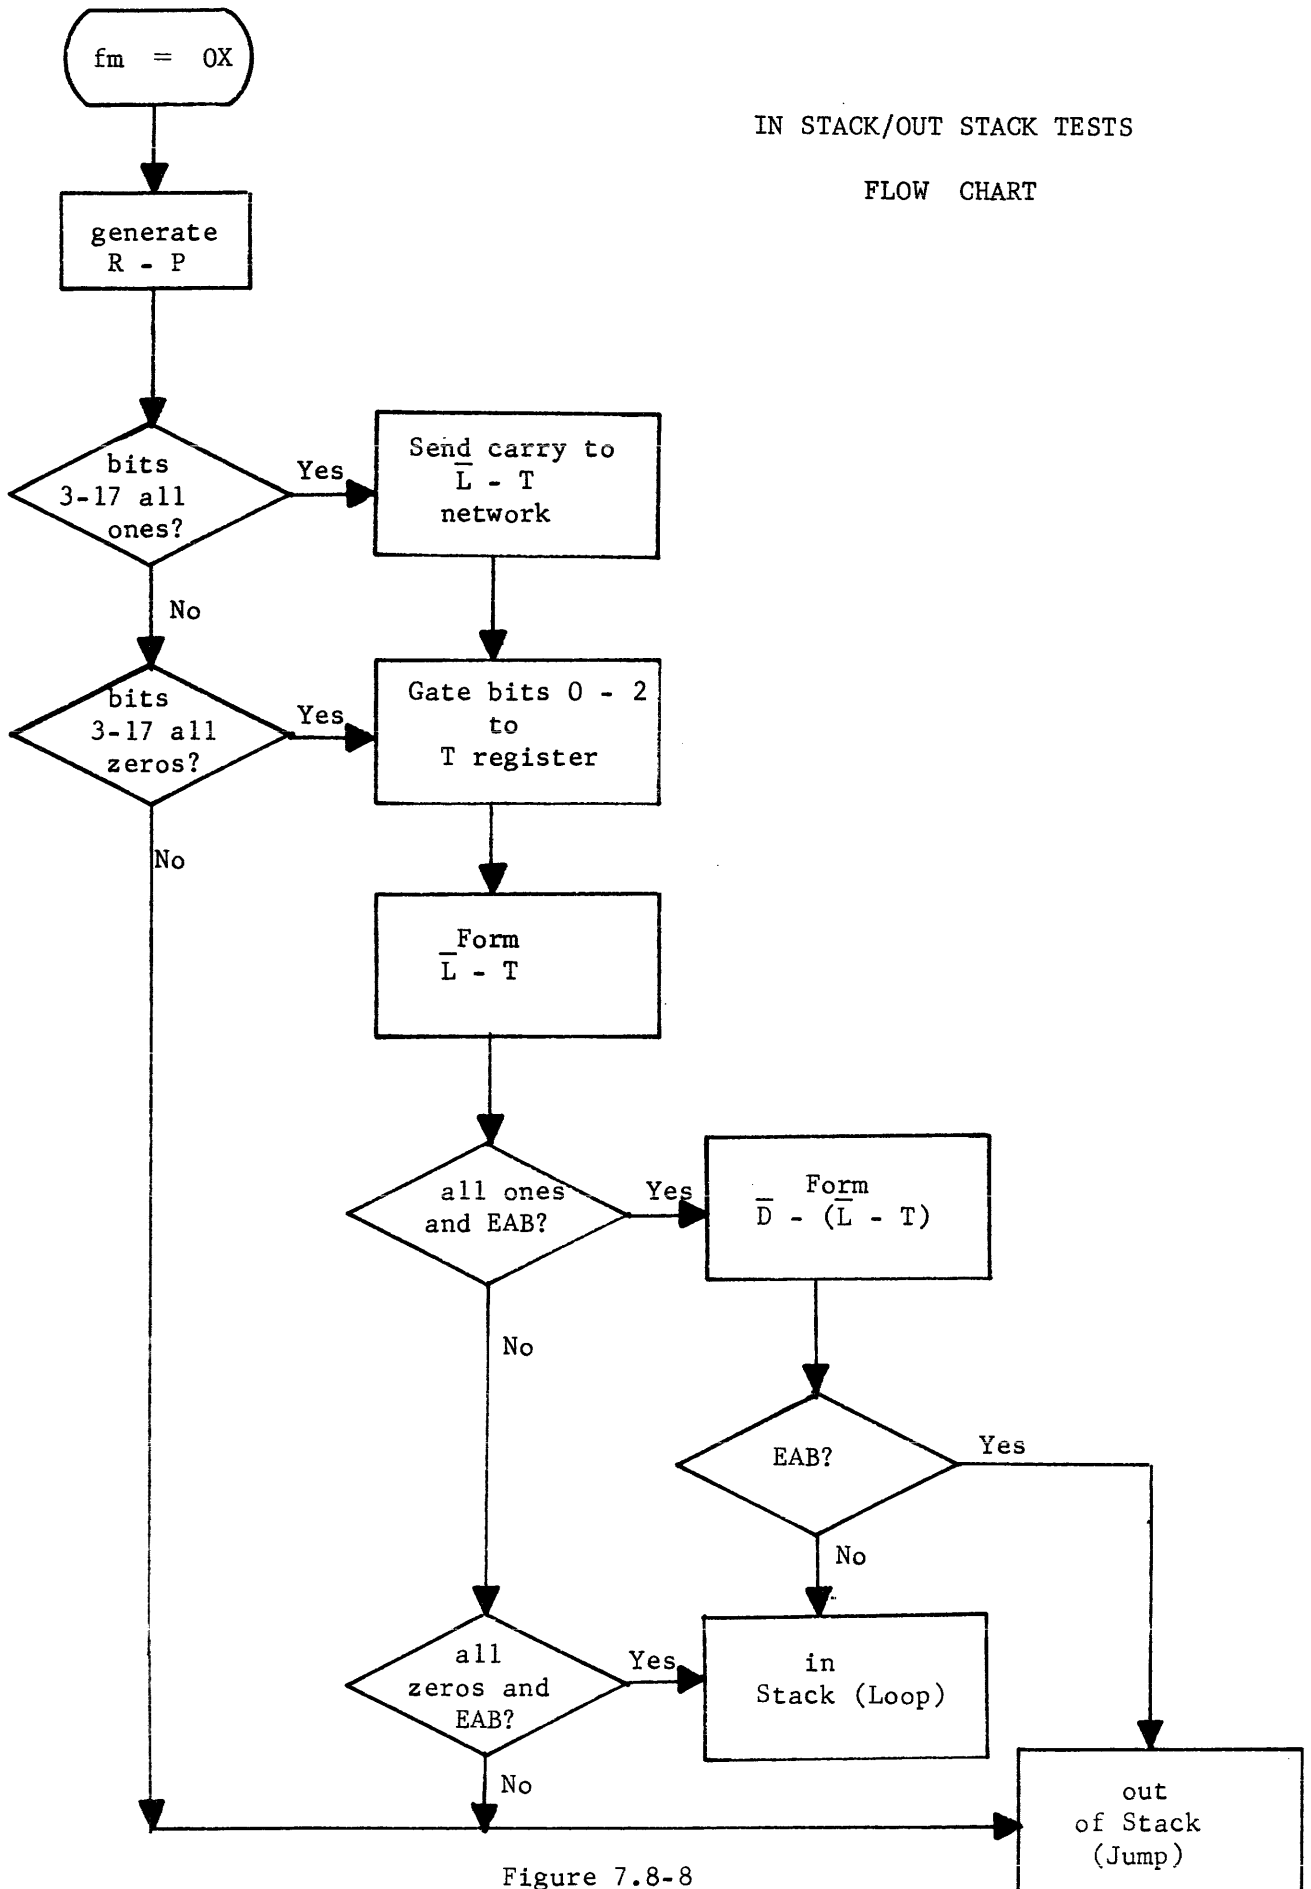 fm = OX
IN STACK/OUT STACK TESTS
FLOW CHART
generate
R - P
bits
3-17 all
ones?
Yes
Send carry to
L̅ - T
network
No
bits
3-17 all
zeros?
Yes
Gate bits 0 - 2
to
T register
No
Form
L̅ - T
all ones
and EAB?
Yes
Form
D̅ - (L̅ - T)
No
EAB?
Yes
No
all
zeros and
EAB?
Yes
in
Stack (Loop)
No
out
of Stack
(Jump)
Figure 7.8-8